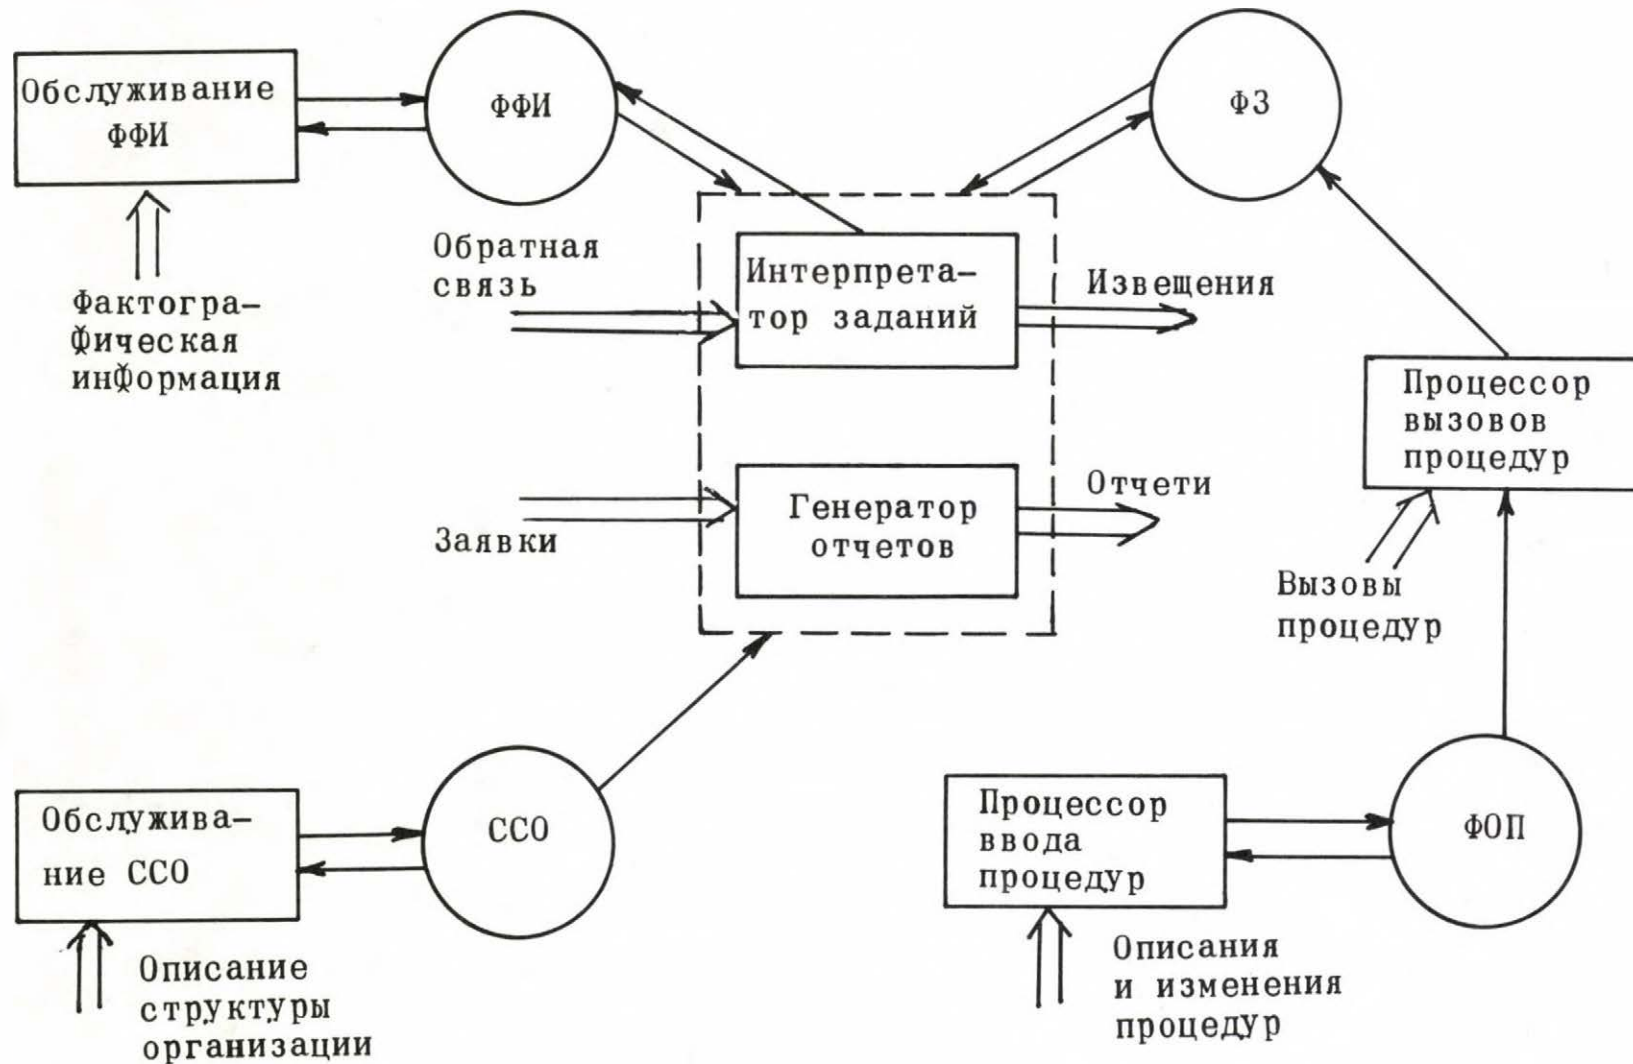 Обслуживание
ФФИ
ФФИ
ФЗ
Фактогра-
фическая
информация
Обратная
связь
Интерпрета-
тор заданий
Извещения
Процессор
вызовов
процедур
Заявки
Генератор
отчетов
Отчети
Вызовы
процедур
Обслужива-
ние ССО
ССО
Процессор
ввода
процедур
ФОП
Описание
структуры
организации
Описания
и изменения
процедур